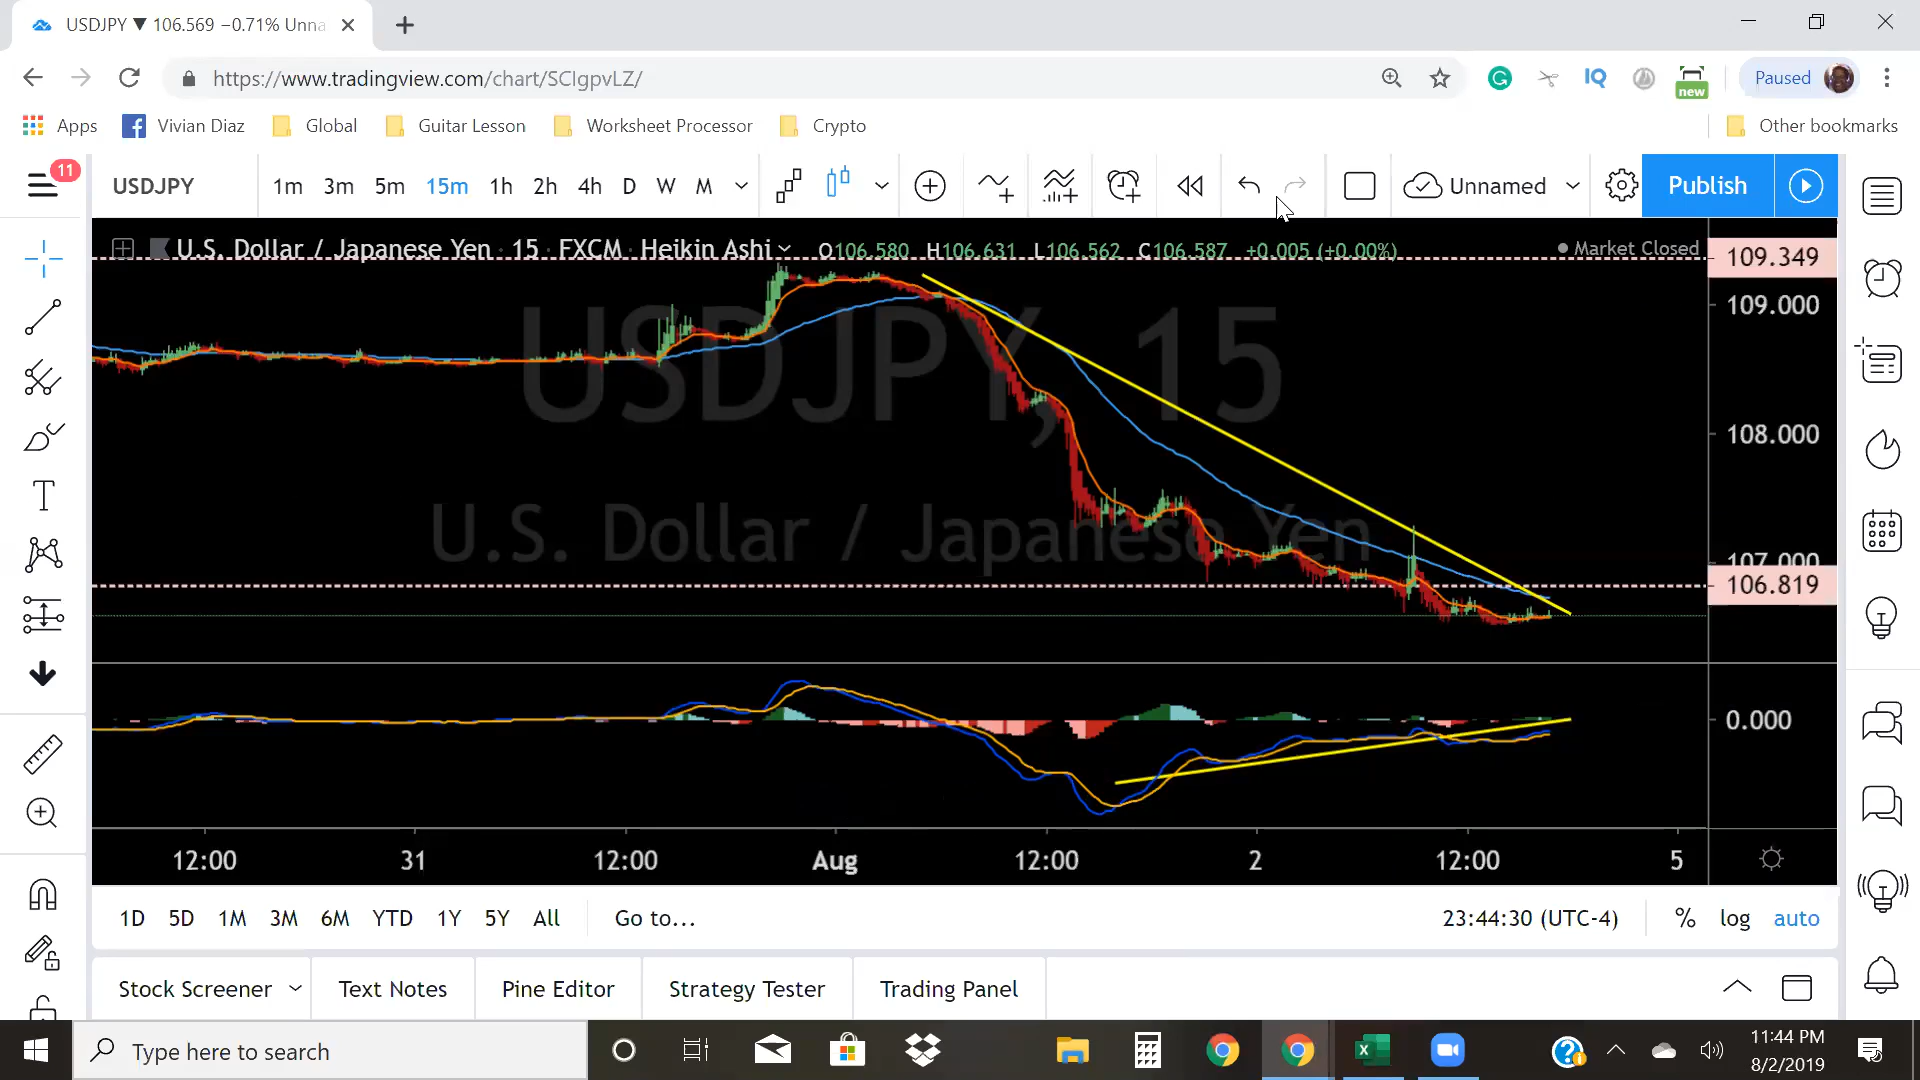 USDJPY ▼ 106.569 −0.71% Unna
https://www.tradingview.com/chart/SCIgpvLZ/
new
Paused
Apps
Vivian Diaz
Global
Guitar Lesson
Worksheet Processor
Crypto
Other bookmarks
11
USDJPY
1m 3m 5m 15m 1h 2h 4h D W M
Unnamed
Publish
U.S. Dollar / Japanese Yen · 15 · FXCM · Heikin Ashi
O106.580 H106.631 L106.562 C106.587 +0.005 (+0.00%)
Market Closed
109.349
109.000
USDJPY, 15
108.000
U.S. Dollar / Japanese Yen
107.000
106.819
0.000
12:00 31 12:00 Aug 12:00 2 12:00 5
1D 5D 1M 3M 6M YTD 1Y 5Y All Go to...
23:44:30 (UTC-4) % log auto
Stock Screener
Text Notes
Pine Editor
Strategy Tester
Trading Panel
Type here to search
11:44 PM
8/2/2019